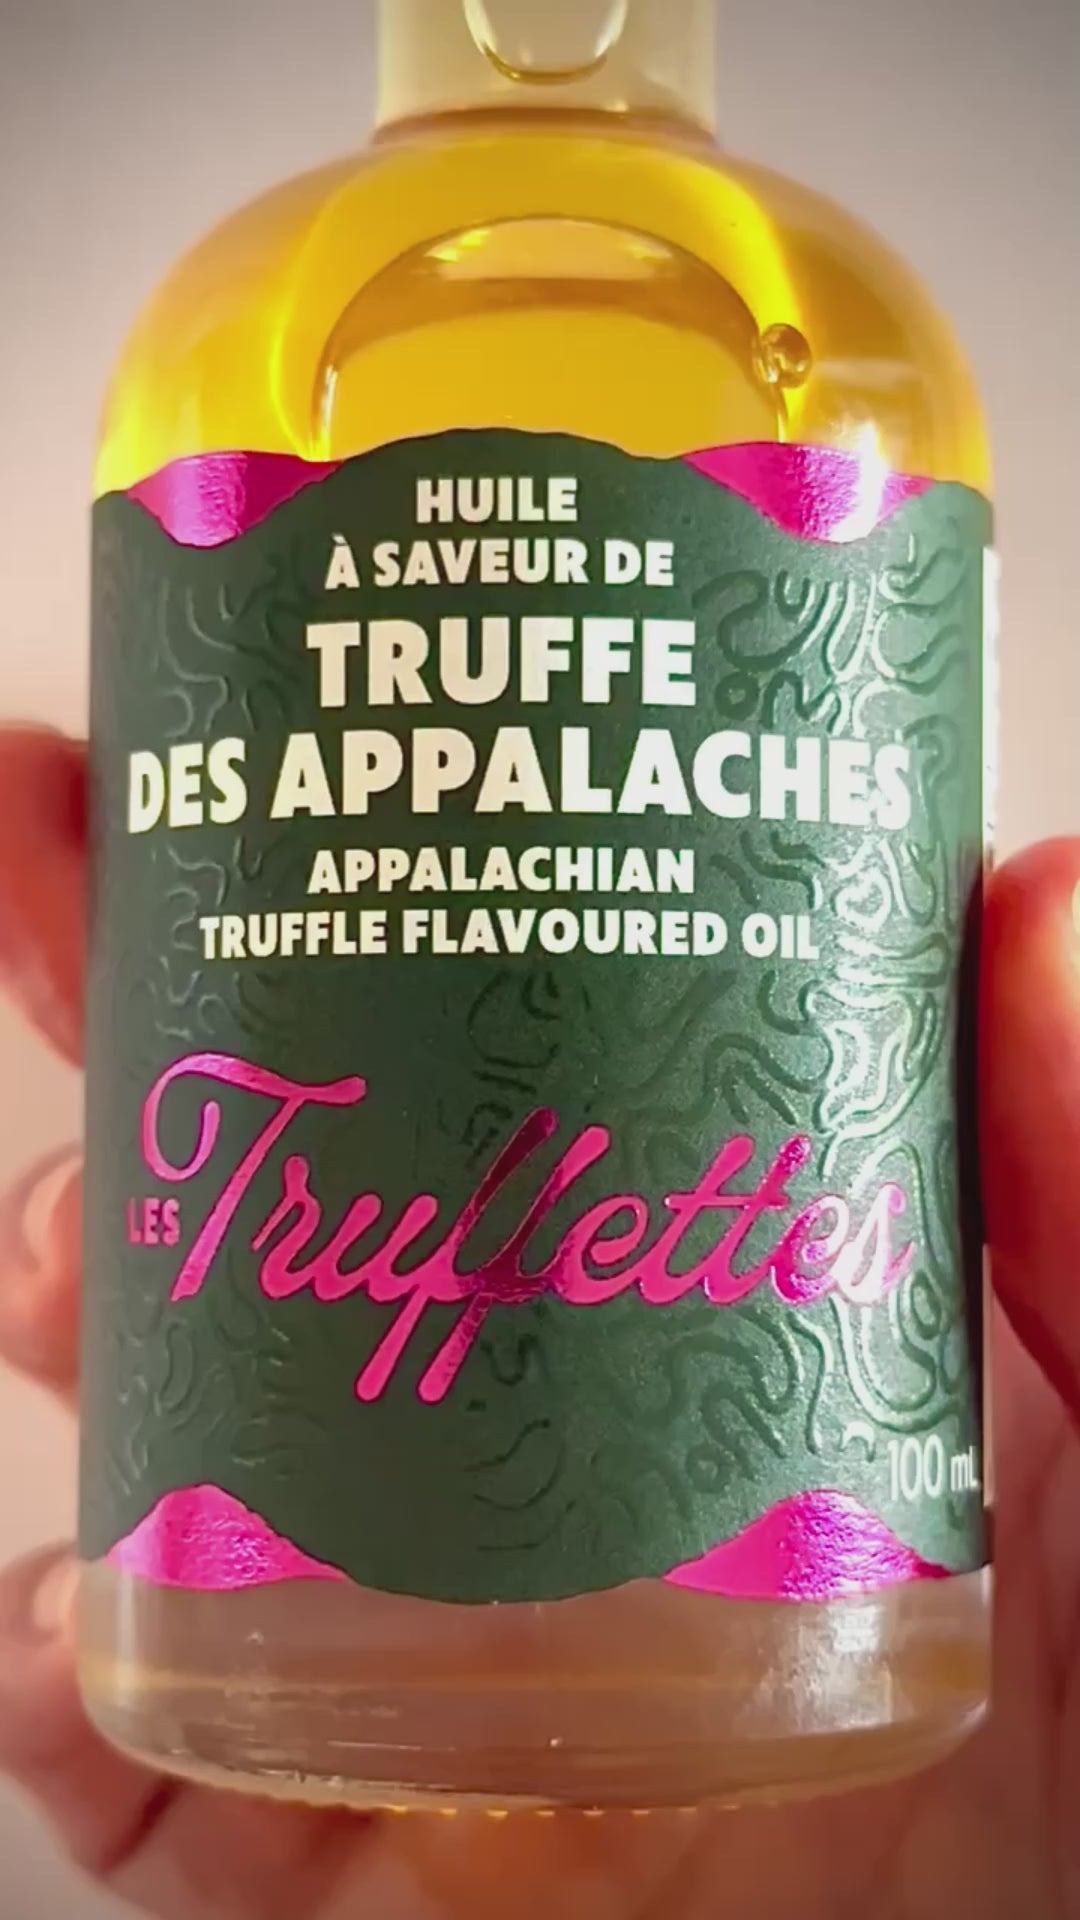 HUILE
À SAVEUR DE
TRUFFE
DES APPALACHES
APPALACHIAN
TRUFFLE FLAVOURED OIL
LES Truffettes
100 mL